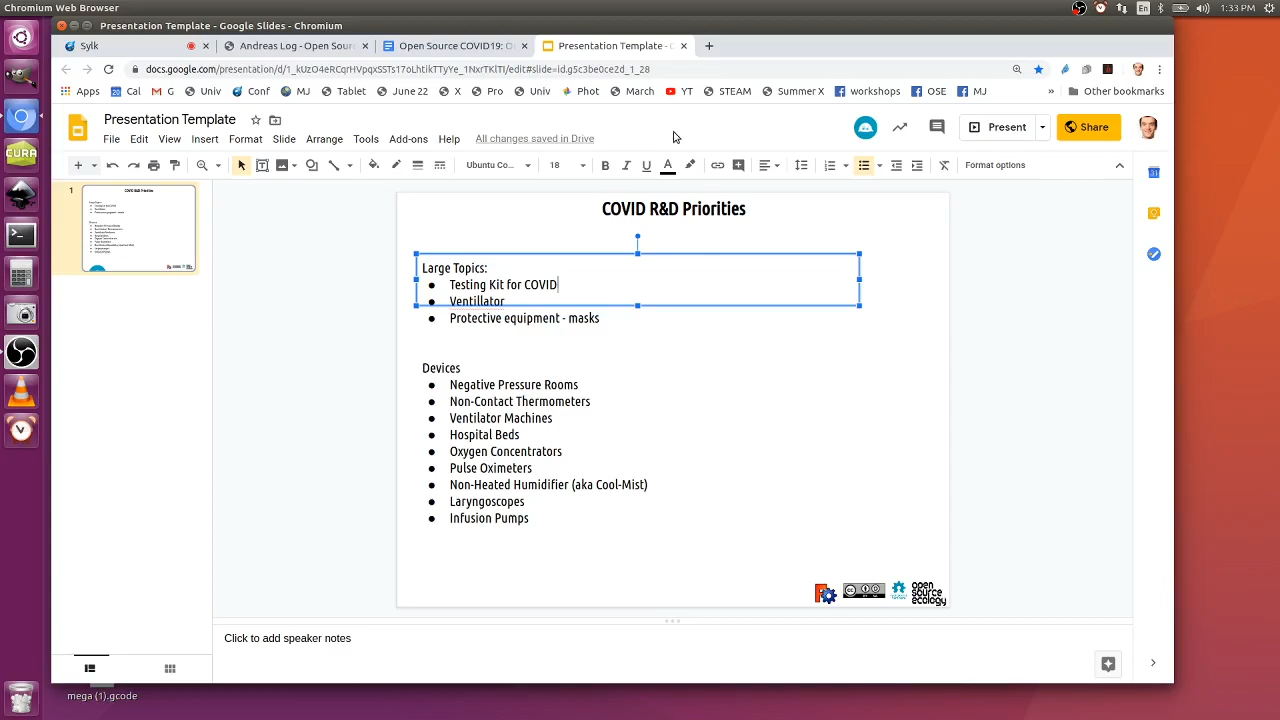 Chromium Web Browser
En
1:33 PM
Presentation Template - Google Slides - Chromium
Sylk
Andreas Log - Open Sour
Open Source COVID19: O
Presentation Template -
docs.google.com/presentation/d/1_kUzO4eRCqrHVpqxSSTs17oLhtikTTyYe_1NxrTKlTI/edit#slide=id.g5c3be0ce2d_1_28
Apps
Cal
G
Univ
Conf
MJ
Tablet
June 22
X
Pro
Univ
Phot
March
YT
STEAM
Summer X
workshops
OSE
MJ
»
Other bookmarks
Presentation Template
Present
Share
File
Edit
View
Insert
Format
Slide
Arrange
Tools
Add-ons
Help
All changes saved in Drive
Ubuntu Co...
18
B
I
U
A
Format options
1
COVID R&D Priorities
Large Topics:
● Testing Kit for COVID
● Ventillator
● Protective equipment - masks
Devices
● Negative Pressure Rooms
● Non-Contact Thermometers
● Ventilator Machines
● Hospital Beds
● Oxygen Concentrators
● Pulse Oximeters
● Non-Heated Humidifier (aka Cool-Mist)
● Laryngoscopes
● Infusion Pumps
open
source
ecology
Click to add speaker notes
mega (1).gcode
CURA